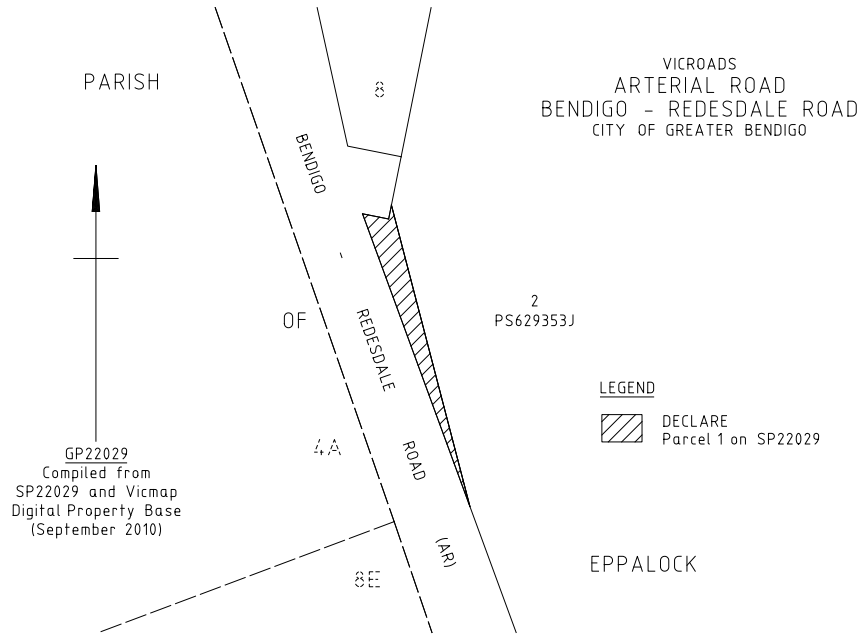 VICROADS
ARTERIAL ROAD
BENDIGO - REDESDALE ROAD
CITY OF GREATER BENDIGO
PARISH
8
BENDIGO
-
REDESDALE
ROAD
(AR)
OF
2
PS629353J
LEGEND
DECLARE
Parcel 1 on SP22029
4A
GP22029
Compiled from
SP22029 and Vicmap
Digital Property Base
(September 2010)
8E
EPPALOCK